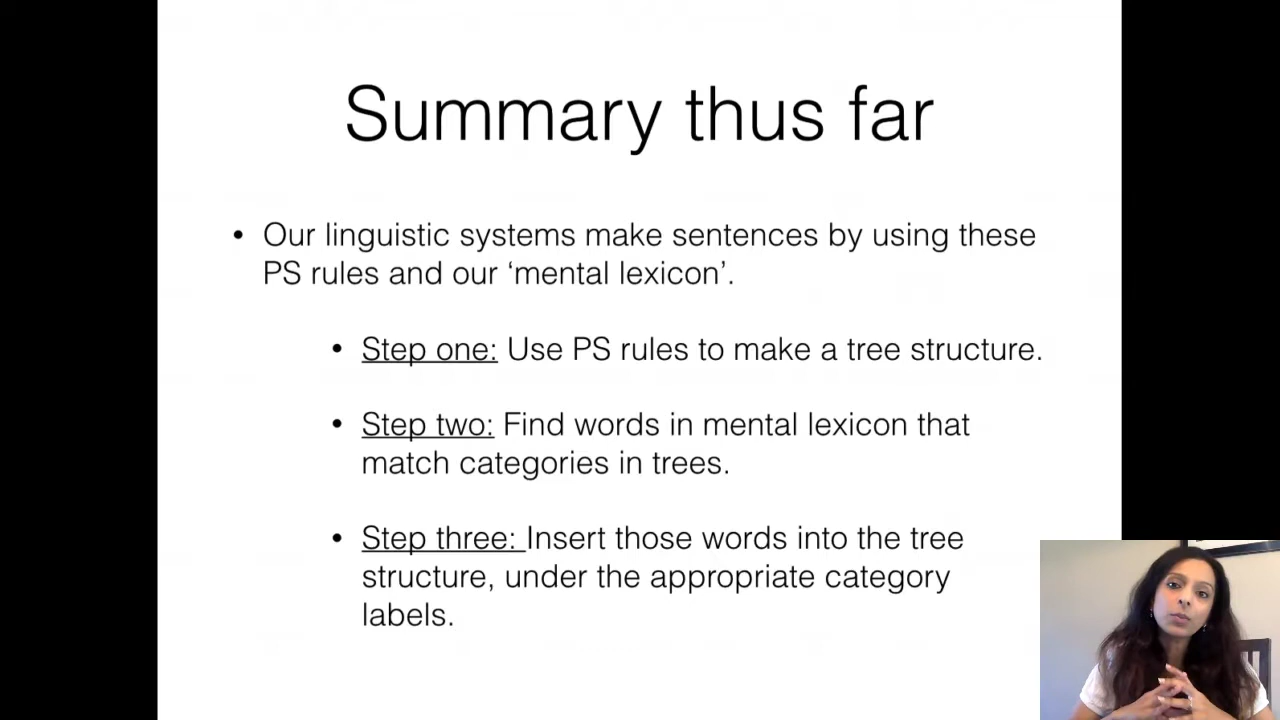 Summary thus far
• Our linguistic systems make sentences by using these
PS rules and our ‘mental lexicon’.
• Step one: Use PS rules to make a tree structure.
• Step two: Find words in mental lexicon that
match categories in trees.
• Step three: Insert those words into the tree
structure, under the appropriate category
labels.